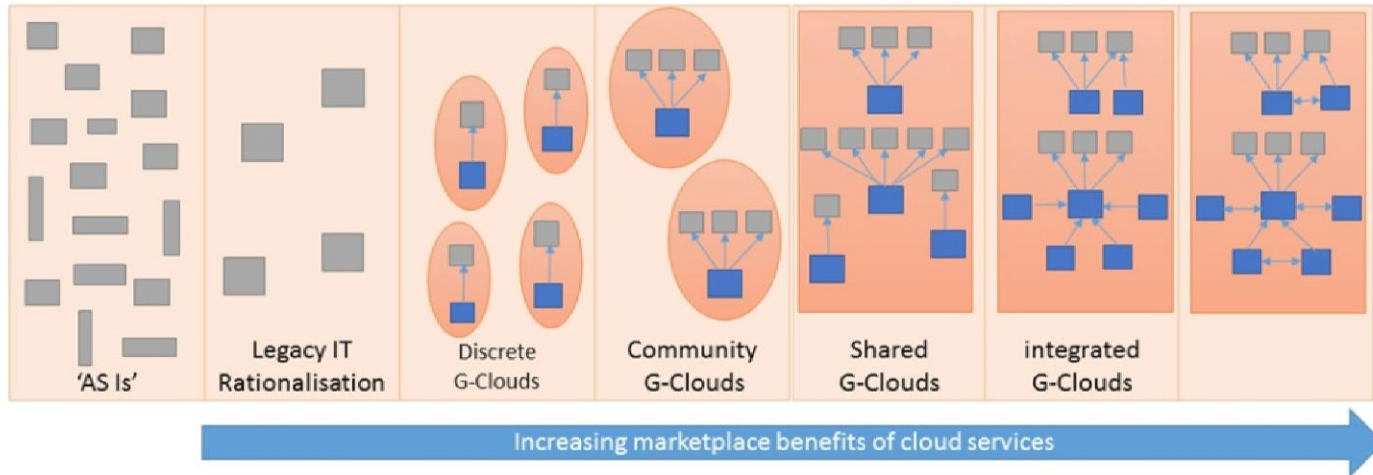 'AS Is'
Legacy IT
Rationalisation
Discrete
G-Clouds
Community
G-Clouds
Shared
G-Clouds
integrated
G-Clouds
Increasing marketplace benefits of cloud services